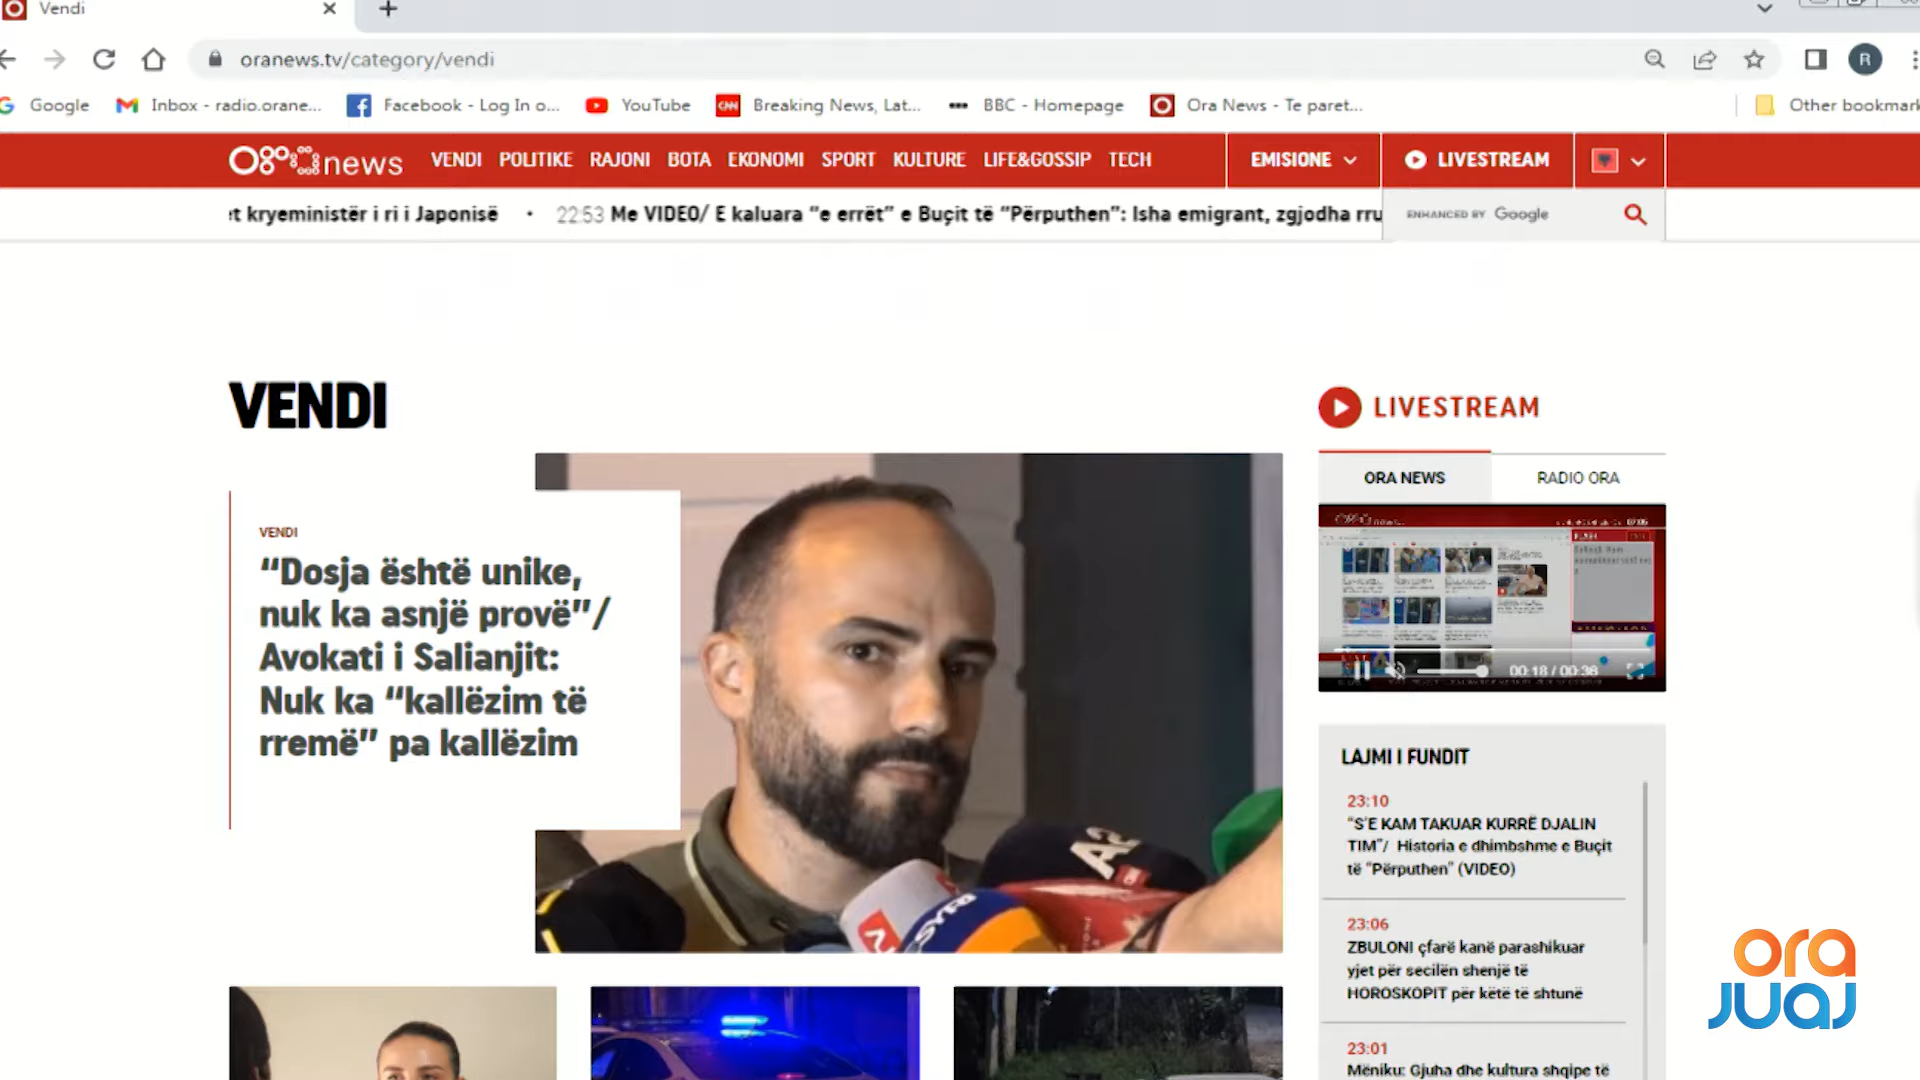 Vendi
oranews.tv/category/vendi
R
Google
Inbox - radio.orane...
Facebook - Log In o...
YouTube
CNN
Breaking News, Lat...
BBC - Homepage
Ora News - Te paret...
Other bookmark
Ora news
VENDI
POLITIKE
RAJONI
BOTA
EKONOMI
SPORT
KULTURE
LIFE&GOSSIP
TECH
EMISIONE
LIVESTREAM
et kryeministër i ri i Japonisë • 22:53 Me VIDEO/ E kaluara “e errët” e Buçit të “Përputhen”: Isha emigrant, zgjodha rru
ENHANCED BY Google
VENDI
LIVESTREAM
ORA NEWS
RADIO ORA
VENDI
“Dosja është unike,
nuk ka asnjë provë”/
Avokati i Salianjit:
Nuk ka “kallëzim të
rremë” pa kallëzim
A2
SYRI
00:18 / 00:36
LAJMI I FUNDIT
23:10
“S’E KAM TAKUAR KURRË DJALIN
TIM”/ Historia e dhimbshme e Buçit
të “Përputhen” (VIDEO)
23:06
ZBULONI çfarë kanë parashikuar
yjet për secilën shenjë të
HOROSKOPIT për këtë të shtunë
23:01
Mëniku: Gjuha dhe kultura shqipe të
ora
juaj